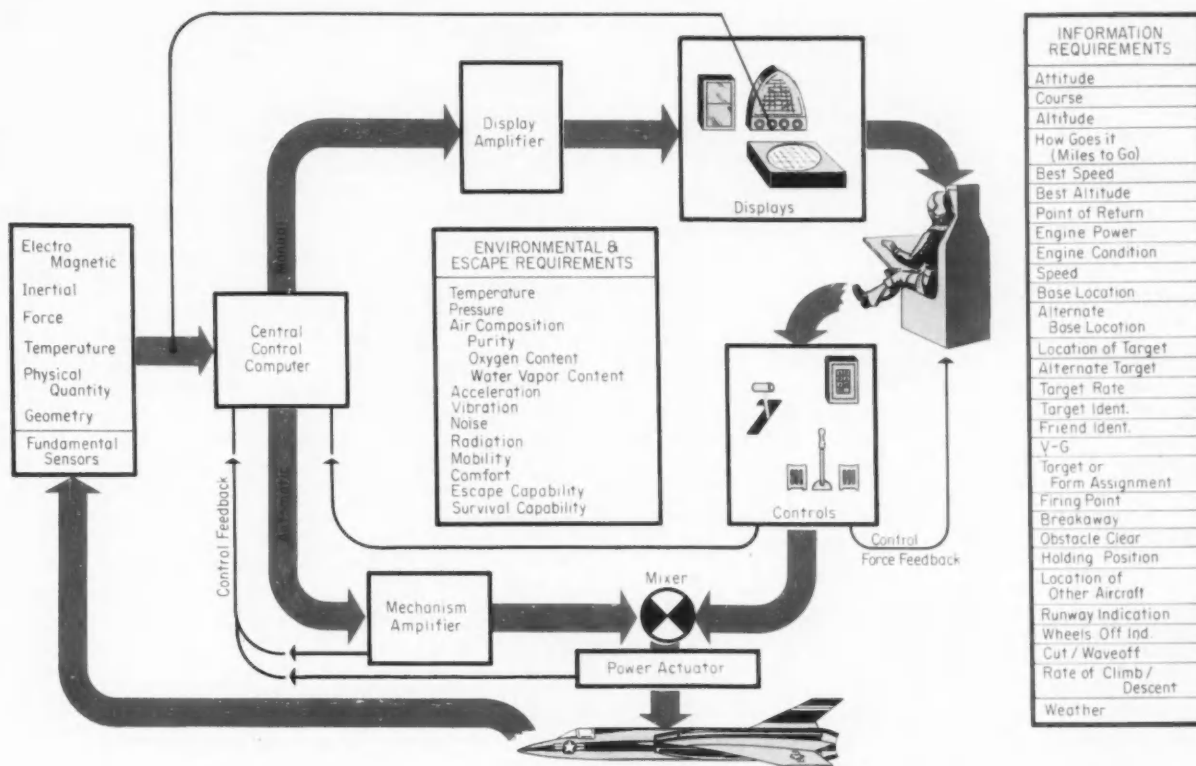 Electro
Magnetic
Inertial
Force
Temperature
Physical
Quantity
Geometry
Fundamental
Sensors
Central
Control
Computer
Manual
Automatic
Display
Amplifier
Displays
ENVIRONMENTAL &
ESCAPE REQUIREMENTS
Temperature
Pressure
Air Composition
Purity
Oxygen Content
Water Vapor Content
Acceleration
Vibration
Noise
Radiation
Mobility
Comfort
Escape Capability
Survival Capability
Controls
Control
Force Feedback
Control Feedback
Mechanism
Amplifier
Mixer
Power Actuator
INFORMATION
REQUIREMENTS
Attitude
Course
Altitude
How Goes it
(Miles to Go)
Best Speed
Best Altitude
Point of Return
Engine Power
Engine Condition
Speed
Base Location
Alternate
Base Location
Location of Target
Alternate Target
Target Rate
Target Ident.
Friend Ident.
V-G
Target or
Form Assignment
Firing Point
Breakaway
Obstacle Clear
Holding Position
Location of
Other Aircraft
Runway Indication
Wheels Off Ind.
Cut / Waveoff
Rate of Climb /
Descent
Weather